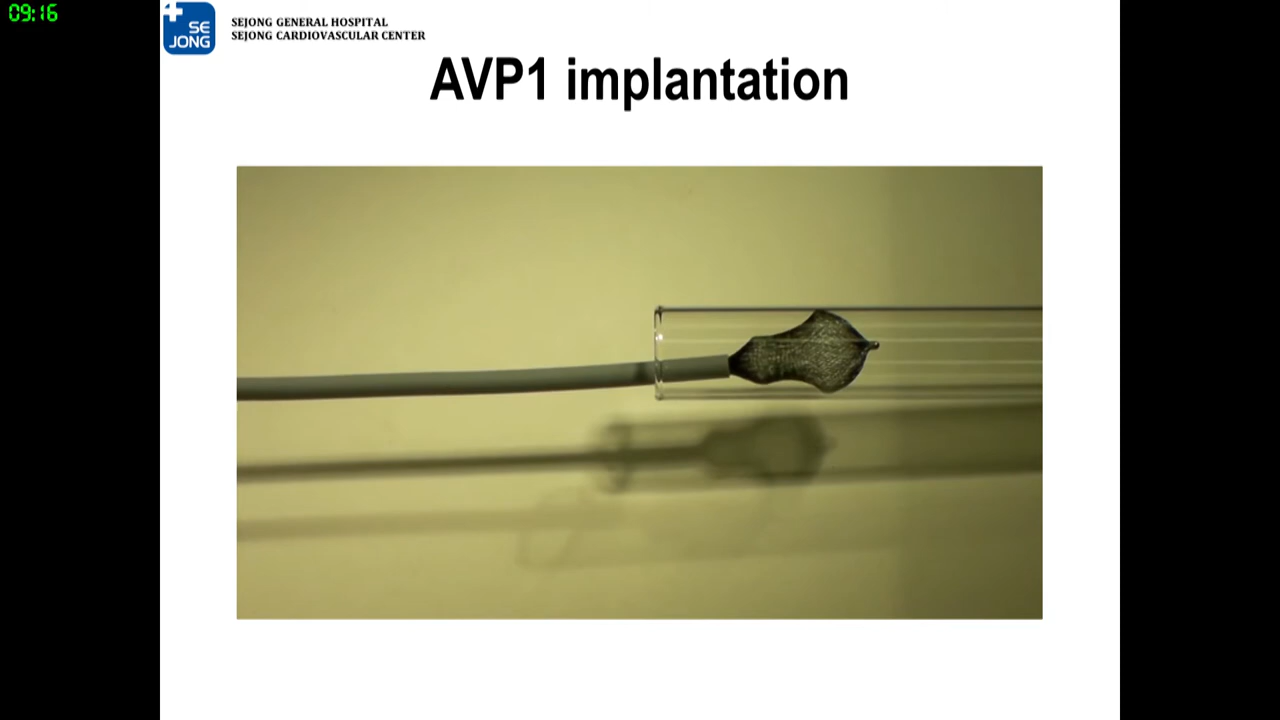 09:16
SE
JONG
SEJONG GENERAL HOSPITAL
SEJONG CARDIOVASCULAR CENTER
AVP1 implantation